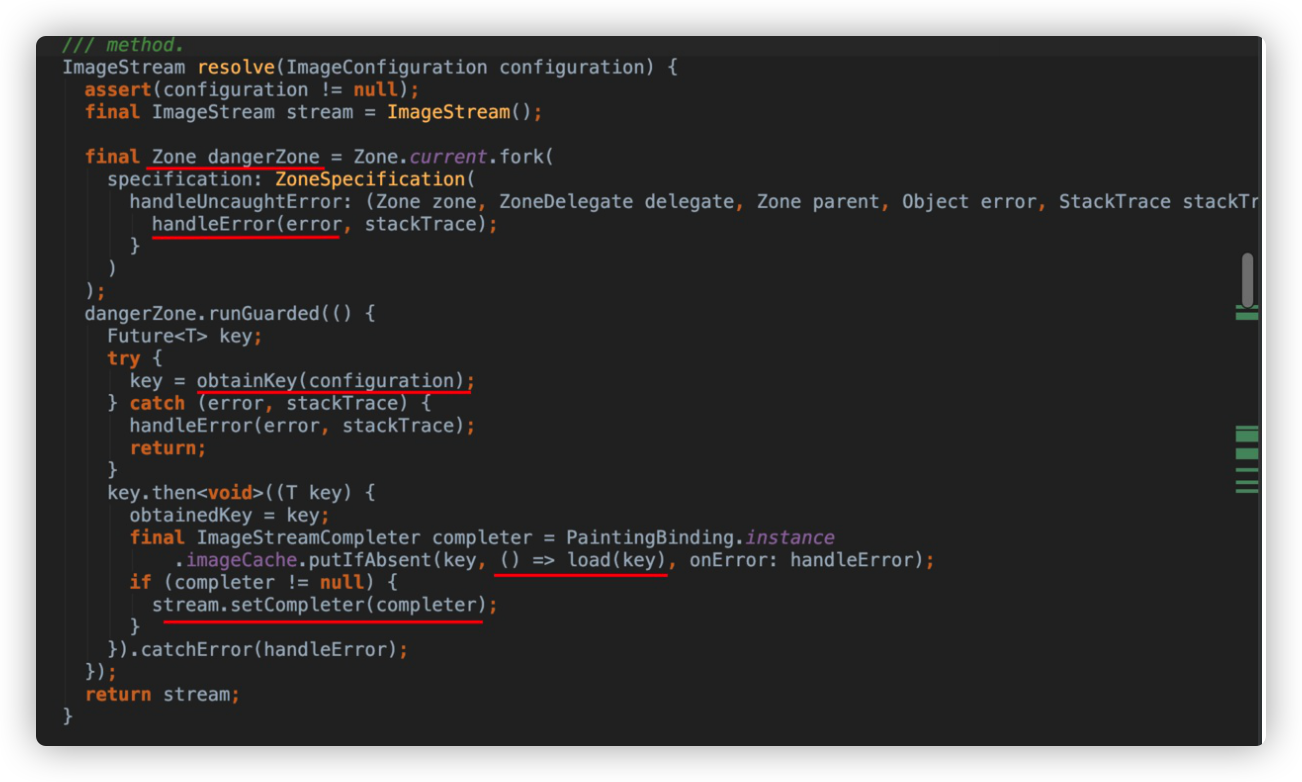 /// method.
ImageStream resolve(ImageConfiguration configuration) {
  assert(configuration != null);
  final ImageStream stream = ImageStream();

  final Zone dangerZone = Zone.current.fork(
    specification: ZoneSpecification(
      handleUncaughtError: (Zone zone, ZoneDelegate delegate, Zone parent, Object error, StackTrace stackTr
        handleError(error, stackTrace);
      }
    )
  );
  dangerZone.runGuarded(() {
    Future<T> key;
    try {
      key = obtainKey(configuration);
    } catch (error, stackTrace) {
      handleError(error, stackTrace);
      return;
    }
    key.then<void>((T key) {
      obtainedKey = key;
      final ImageStreamCompleter completer = PaintingBinding.instance
          .imageCache.putIfAbsent(key, () => load(key), onError: handleError);
      if (completer != null) {
        stream.setCompleter(completer);
      }
    }).catchError(handleError);
  });
  return stream;
}